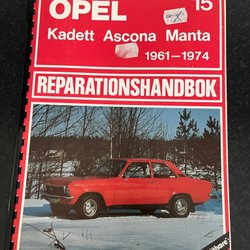 OPEL 15
Kadett Ascona Manta
1961—1974
REPARATIONSHANDBOK